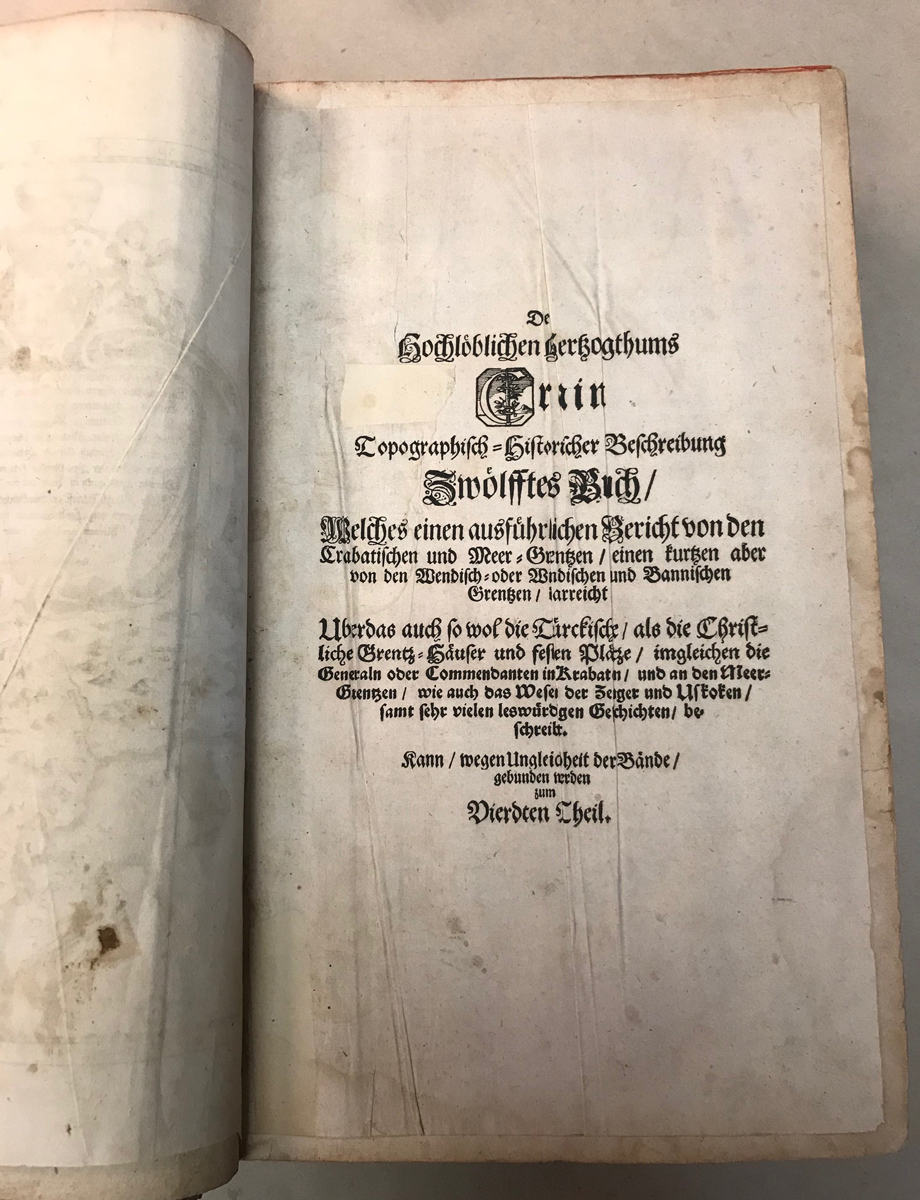 De
Hochlöblichen Hertzogthums
Crain
Topographisch-Historicher Beschreibung
Zwölfftes Buch/
Welches einen ausführlichen Bericht von den
Crabatischen und Meer-Grentzen / einen kurtzen aber
von den Wendisch- oder Windischen und Bannischen
Grentzen / darreicht
Uberdas auch so wol die Türckische / als die Christ-
liche Grentz-Häuser und festen Plätze / imgleichen die
Generaln oder Commendanten in Krabatn / und an den Meer-
Grentzen / wie auch das Wesen der Zenger und Uskoken /
samt sehr vielen leswürdgen Geschichten / be-
schreibt.
Kann / wegen Ungleicheit der Bände /
gebunden werden
zum
Vierdten Theil.